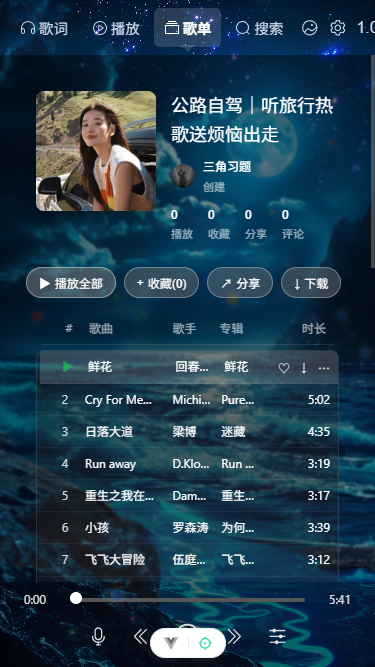 歌词 播放 歌单 搜索
公路自驾｜听旅行热
歌送烦恼出走
三角习题
创建
0 0 0 0
播放 收藏 分享 评论
播放全部 + 收藏(0) 分享 下载
# 歌曲 歌手 专辑 时长
鲜花 回春... 鲜花
2 Cry For Me... Michi... Pure... 5:02
3 日落大道 梁博 迷藏 4:35
4 Run away D.Klo... Run ... 3:19
5 重生之我在... Dam... 重生... 3:17
6 小孩 罗森涛 为何... 3:39
7 飞飞大冒险 伍庭... 飞飞... 3:12
0:00 5:41